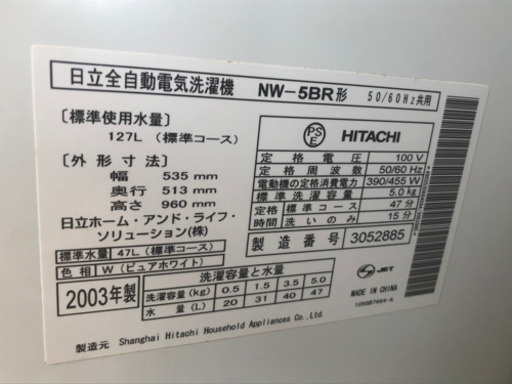 日立全自動電気洗濯機 NW-5BR形 50/60Hz共用
〔標準使用水量〕
127L (標準コース)
〔外形寸法〕
幅 535 mm
奥行 513 mm
高さ 960 mm
日立ホーム・アンド・ライフ・
ソリューション(株)
標準水量 47L (標準コース)
色相 W (ピュアホワイト)
PSE HITACHI
定格電圧 100 V
定格周波数 50/60 Hz
電動機の定格消費電力 390/455 W
標準洗濯容量 5.0kg
定格時間 標準コース 47分
洗いのみ 15分
製造番号 3052885
2003年製
洗濯容量と水量
洗濯容量(kg) 0.5 1.5 3.5 5.0
水量(L) 20 31 40 47
S JET
MADE IN CHINA
製造元 Shanghai Hitachi Household Appliances Co.,Ltd.